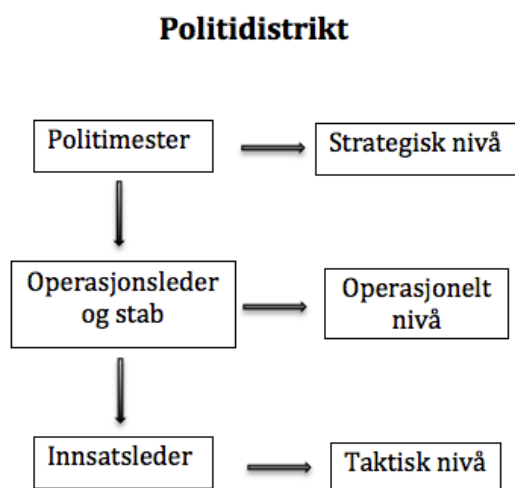 Politidistrikt
Politimester
Strategisk nivå
Operasjonsleder
og stab
Operasjonelt
nivå
Innsatsleder
Taktisk nivå